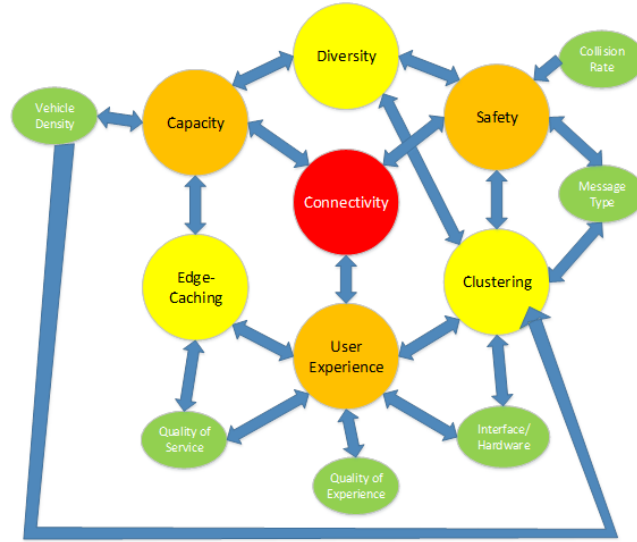 Diversity
Collision
Rate
Vehicle
Density
Capacity
Safety
Connectivity
Message
Type
Edge-
Caching
Clustering
User
Experience
Quality of
Service
Interface/
Hardware
Quality of
Experience